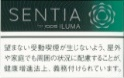 SENTIA
for IQOS ILUMA
望まない受動喫煙が生じないよう、屋外
や家庭でも周囲の状況に配慮することが、
健康増進法上、義務付けられています。